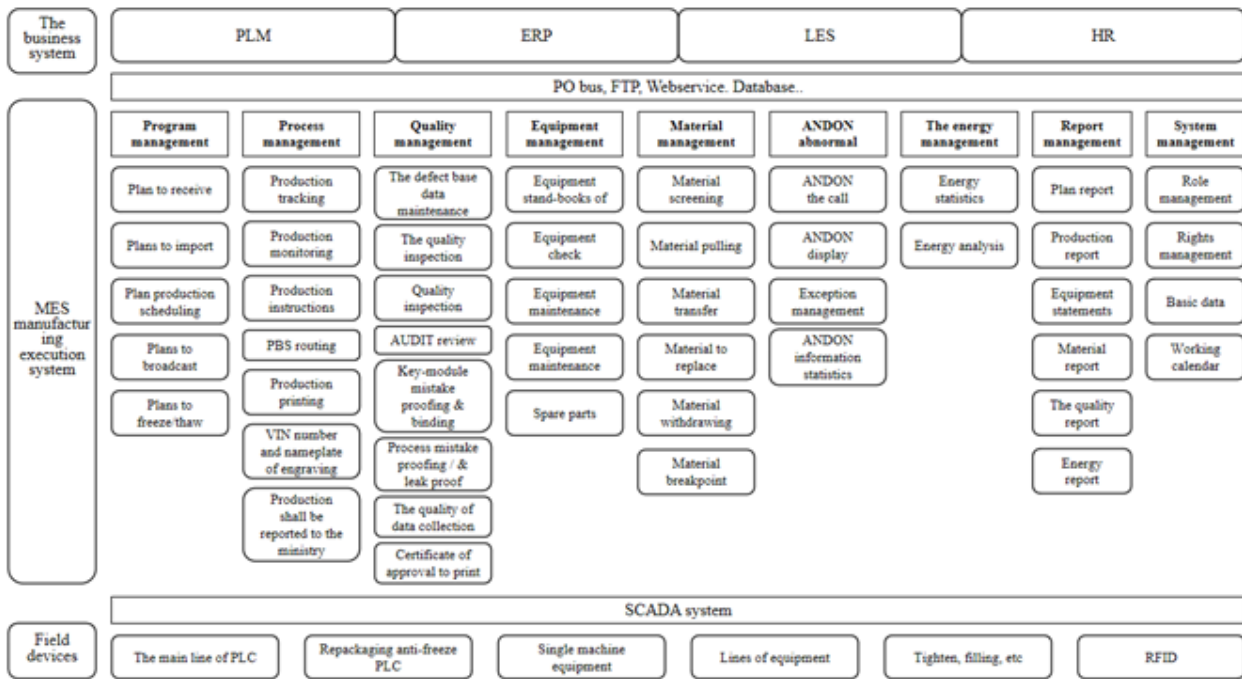 The
business
system
PLM
ERP
LES
HR
PO bus, FTP, Webservice. Database..
MES
manufactur
ing
execution
system
Program
management
Plan to receive
Plans to import
Plan production
scheduling
Plans to
broadcast
Plans to
freeze/thaw
Process
management
Production
tracking
Production
monitoring
Production
instructions
PBS routing
Production
printing
VIN number
and nameplate
of engraving
Production
shall be
reported to the
ministry
Quality
management
The defect base
data
maintenance
The quality
inspection
Quality
inspection
AUDIT review
Key-module
mistake
proofing &
binding
Process mistake
proofing / &
leak proof
The quality of
data collection
Certificate of
approval to print
Equipment
management
Equipment
stand-books of
Equipment
check
Equipment
maintenance
Equipment
maintenance
Spare parts
Material
management
Material
screening
Material pulling
Material
transfer
Material to
replace
Material
withdrawing
Material
breakpoint
ANDON
abnormal
ANDON
the call
ANDON
display
Exception
management
ANDON
information
statistics
The energy
management
Energy
statistics
Energy analysis
Report
management
Plan report
Production
report
Equipment
statements
Material
report
The quality
report
Energy
report
System
management
Role
management
Rights
management
Basic data
Working
calendar
SCADA system
Field
devices
The main line of PLC
Repackaging anti-freeze
PLC
Single machine
equipment
Lines of equipment
Tighten, filling, etc
RFID